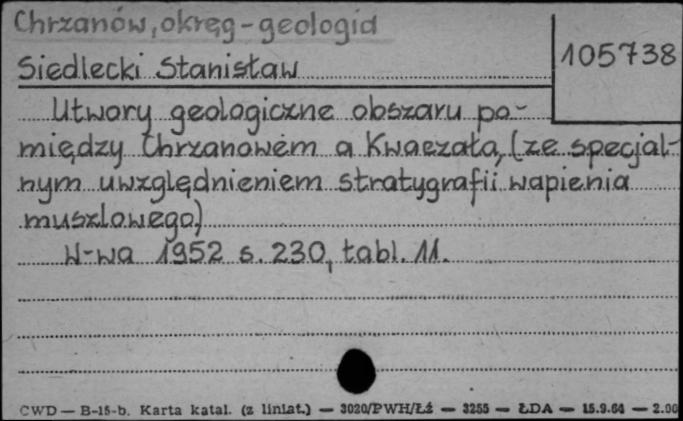 Chrzanów, okręg - geologia
105738
Siedlecki Stanisław
Utwory geologiczne obszaru po-
między Chrzanowem a Kwaczałą, (ze specjal-
nym uwzględnieniem stratygrafii wapienia
muszlowego)
W-wa 1952 s. 230, tabl. 11.
CWD — B-15-b. Karta katal. (z liniat.) — 3020/PWH/Łź — 3255 — ŁDA — 15.9.64 — 2.00